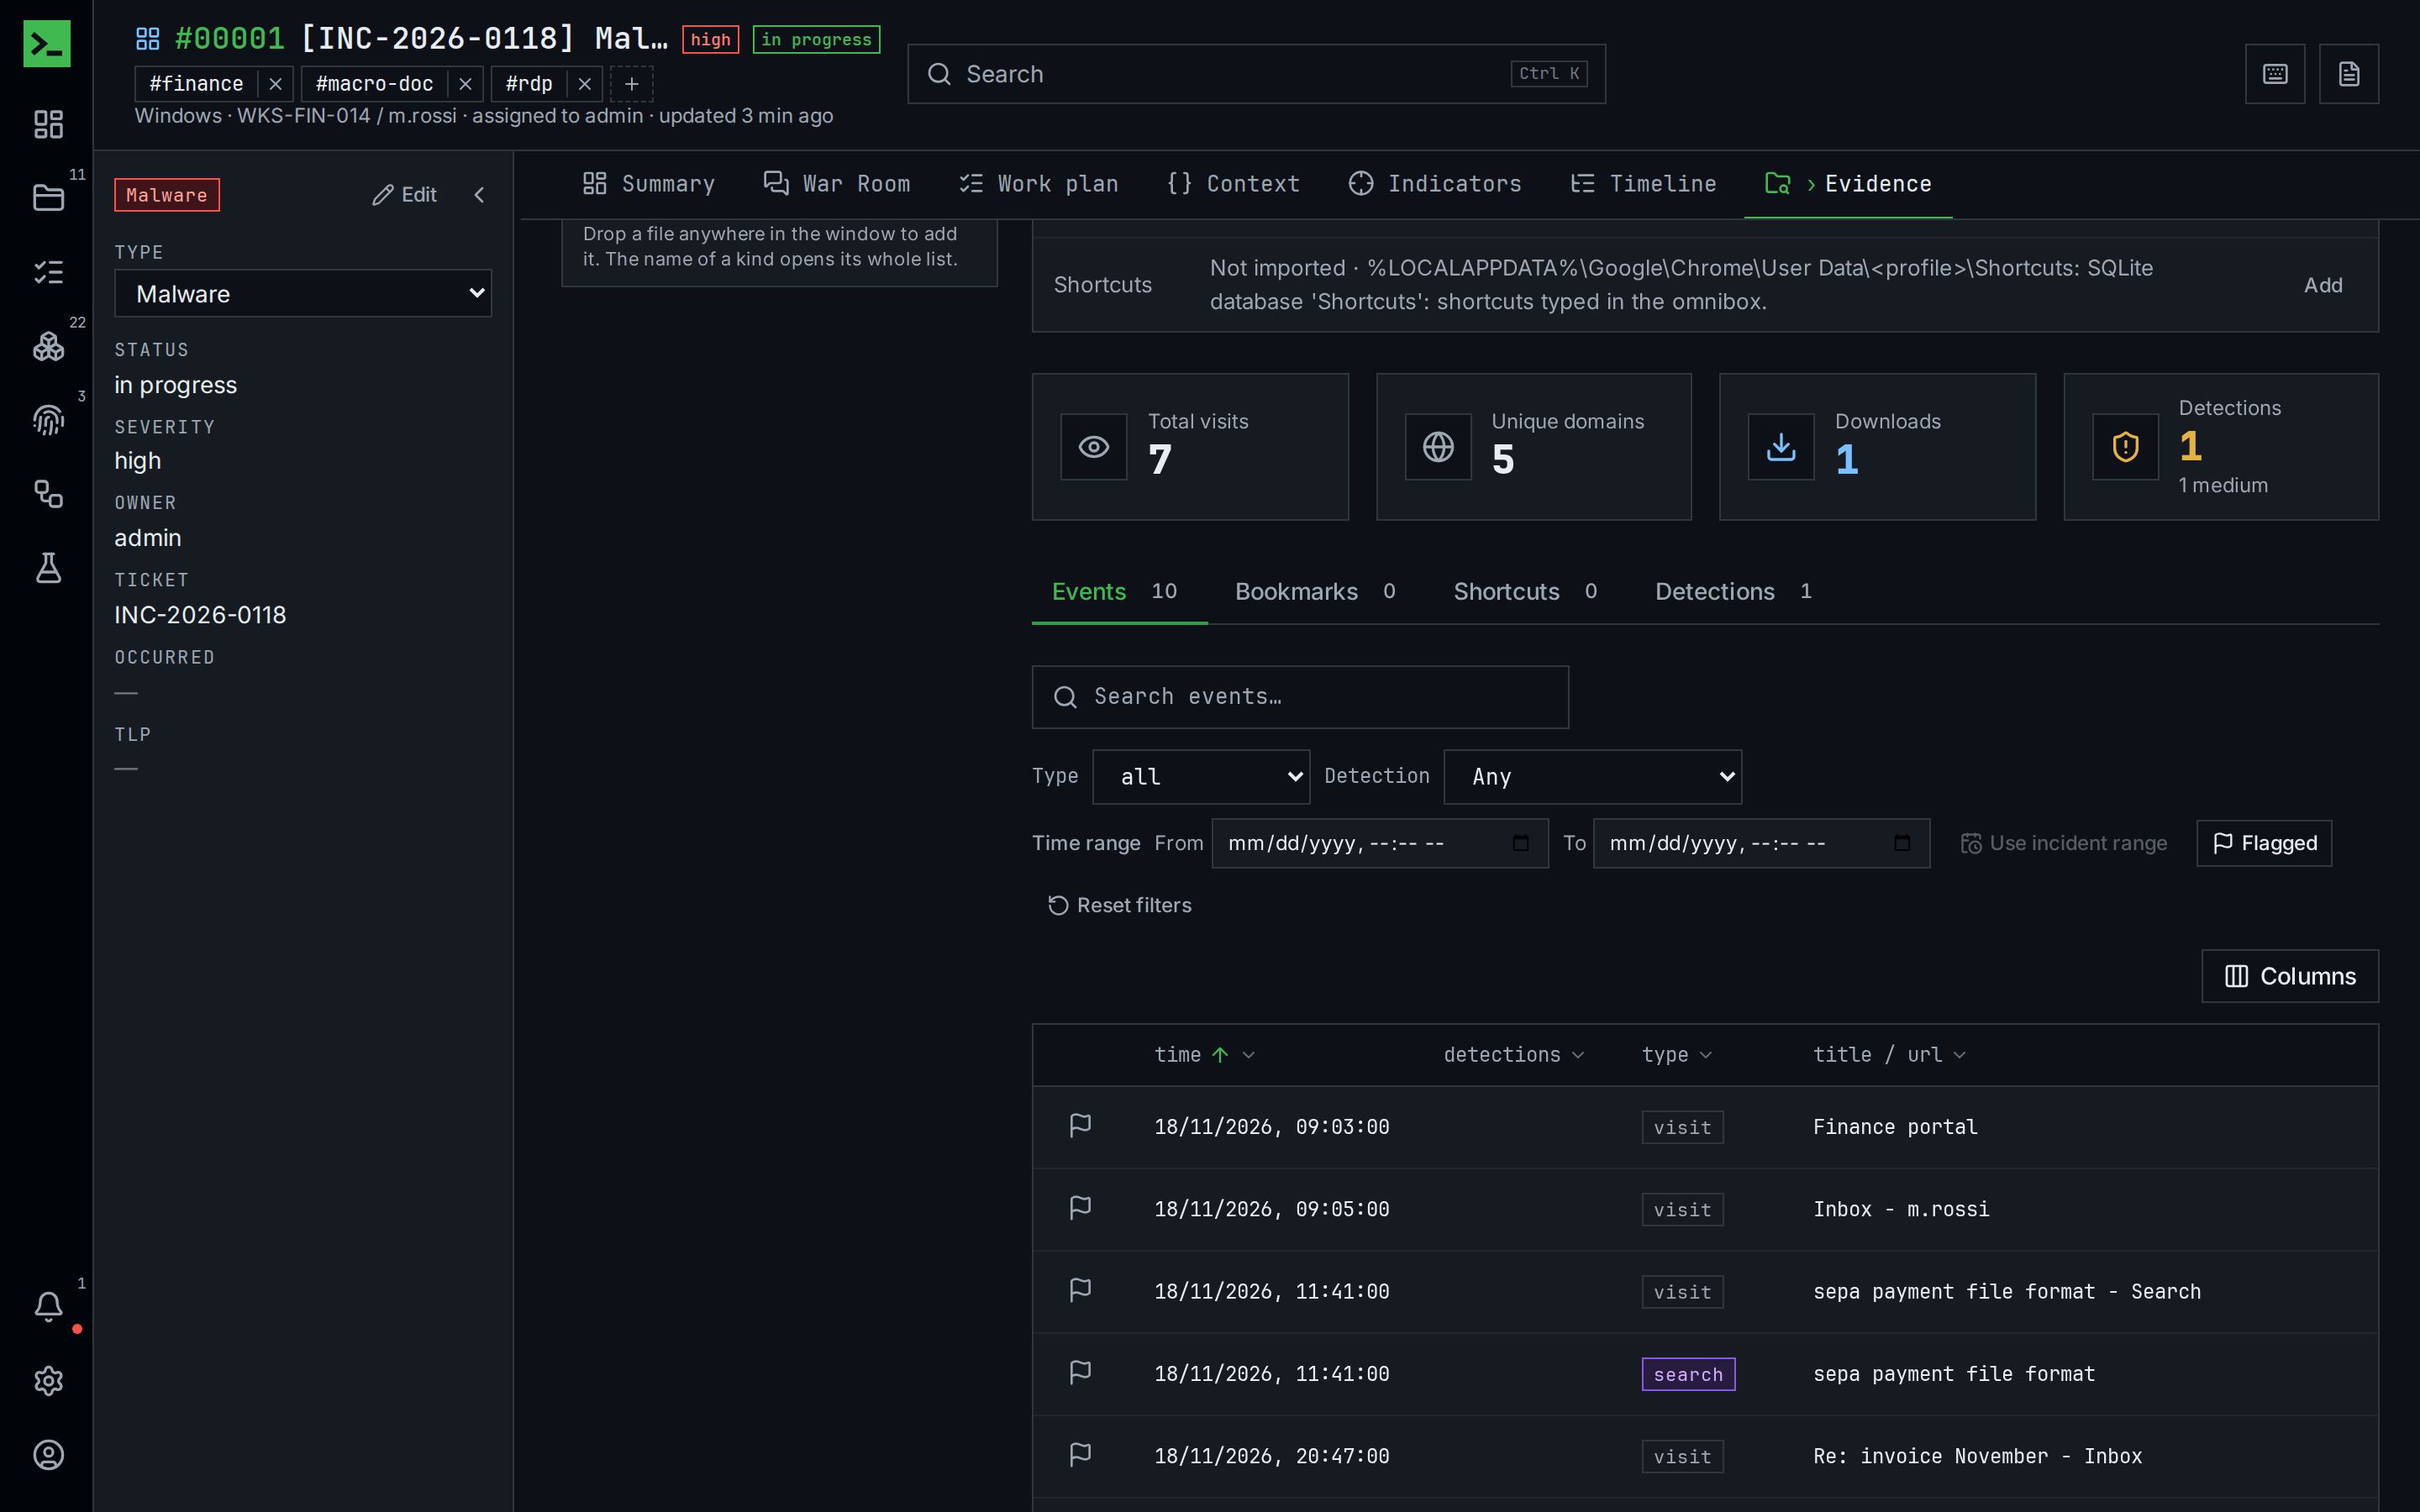 #00001 [INC-2026-0118] Mal… high in progress
#finance #macro-doc #rdp
Windows · WKS-FIN-014 / m.rossi · assigned to admin · updated 3 min ago
Search Ctrl K
11
22
3
1
Malware Edit
TYPE
Malware
STATUS
in progress
SEVERITY
high
OWNER
admin
TICKET
INC-2026-0118
OCCURRED
—
TLP
—
Summary War Room Work plan Context Indicators Timeline › Evidence
Drop a file anywhere in the window to add
it. The name of a kind opens its whole list.
Shortcuts
Not imported · %LOCALAPPDATA%\Google\Chrome\User Data\<profile>\Shortcuts: SQLite
database 'Shortcuts': shortcuts typed in the omnibox.
Add
Total visits
7
Unique domains
5
Downloads
1
Detections
1
1 medium
Events 10 Bookmarks 0 Shortcuts 0 Detections 1
Search events…
Type all Detection Any
Time range From mm/dd/yyyy, --:-- -- To mm/dd/yyyy, --:-- -- Use incident range Flagged
Reset filters
Columns
time detections type title / url
18/11/2026, 09:03:00 visit Finance portal
18/11/2026, 09:05:00 visit Inbox - m.rossi
18/11/2026, 11:41:00 visit sepa payment file format - Search
18/11/2026, 11:41:00 search sepa payment file format
18/11/2026, 20:47:00 visit Re: invoice November - Inbox